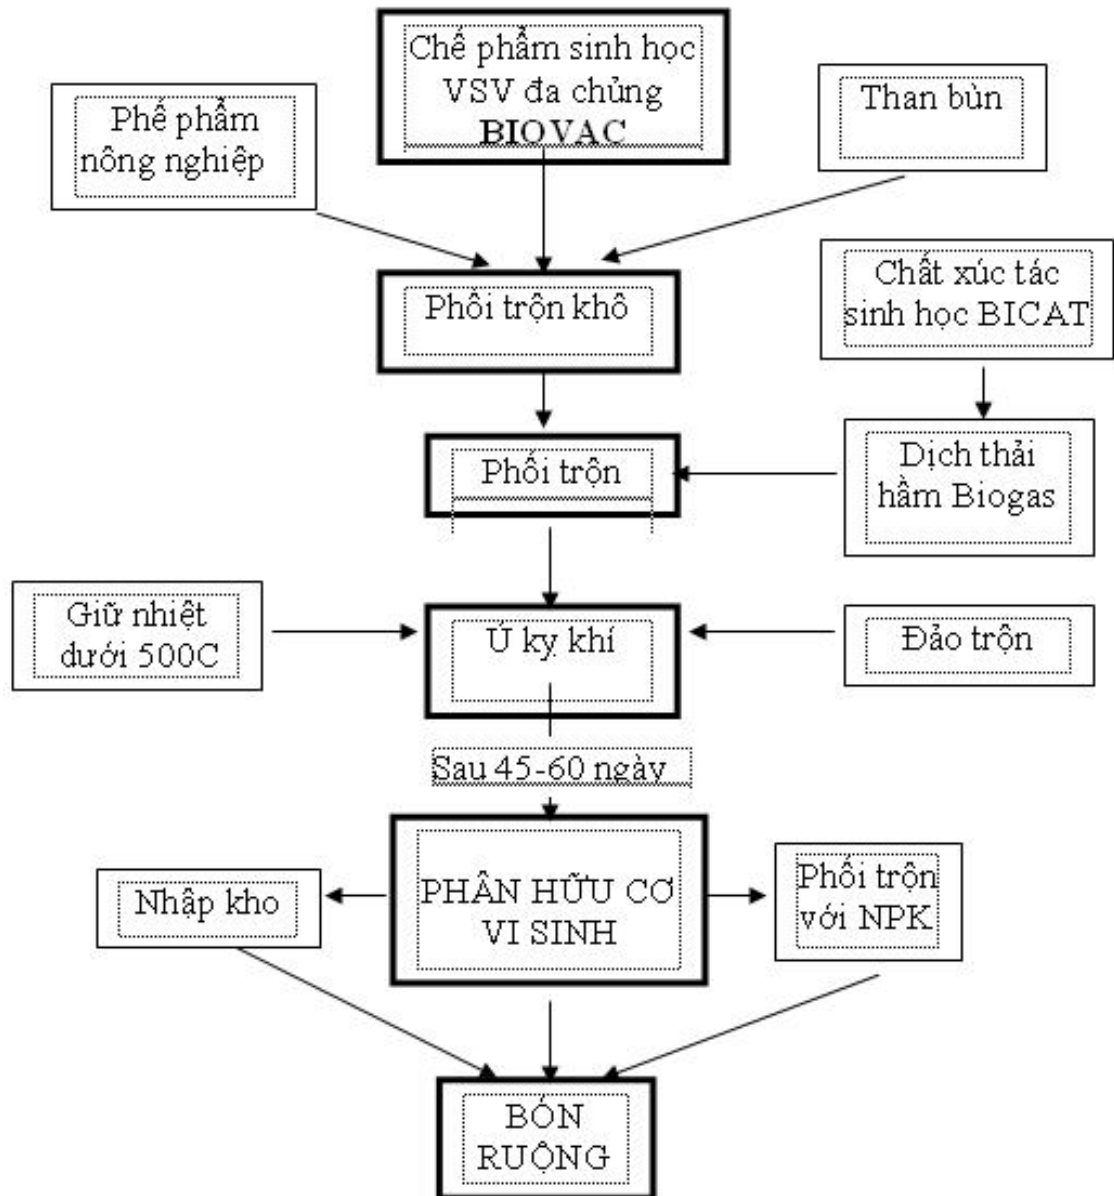 Chế phẩm sinh học
VSV đa chủng
BIOVAC
Phế phẩm
nông nghiệp
Than bùn
Phối trộn khô
Chất xúc tác
sinh học BICAT
Phối trộn
Dịch thải
hầm Biogas
Giữ nhiệt
dưới 500C
Ủ kỵ khí
Đảo trộn
Sau 45-60 ngày
Nhập kho
PHÂN HỮU CƠ
VI SINH
Phối trộn
với NPK
BÓN
RUỘNG